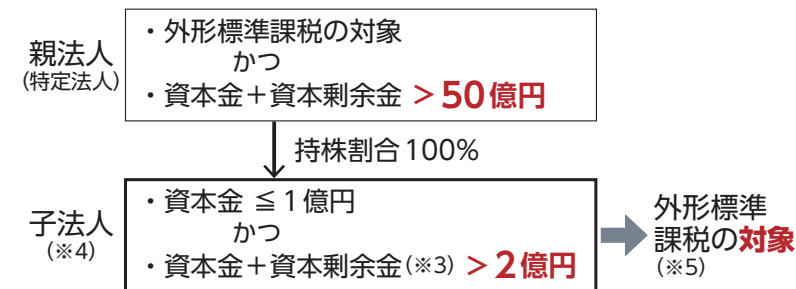 親法人
(特定法人)
・外形標準課税の対象
かつ
・資本金＋資本剰余金 ＞50億円
持株割合100%
子法人
(※4)
・資本金 ≦ 1億円
かつ
・資本金＋資本剰余金(※3) ＞2億円
外形標準
課税の対象
(※5)